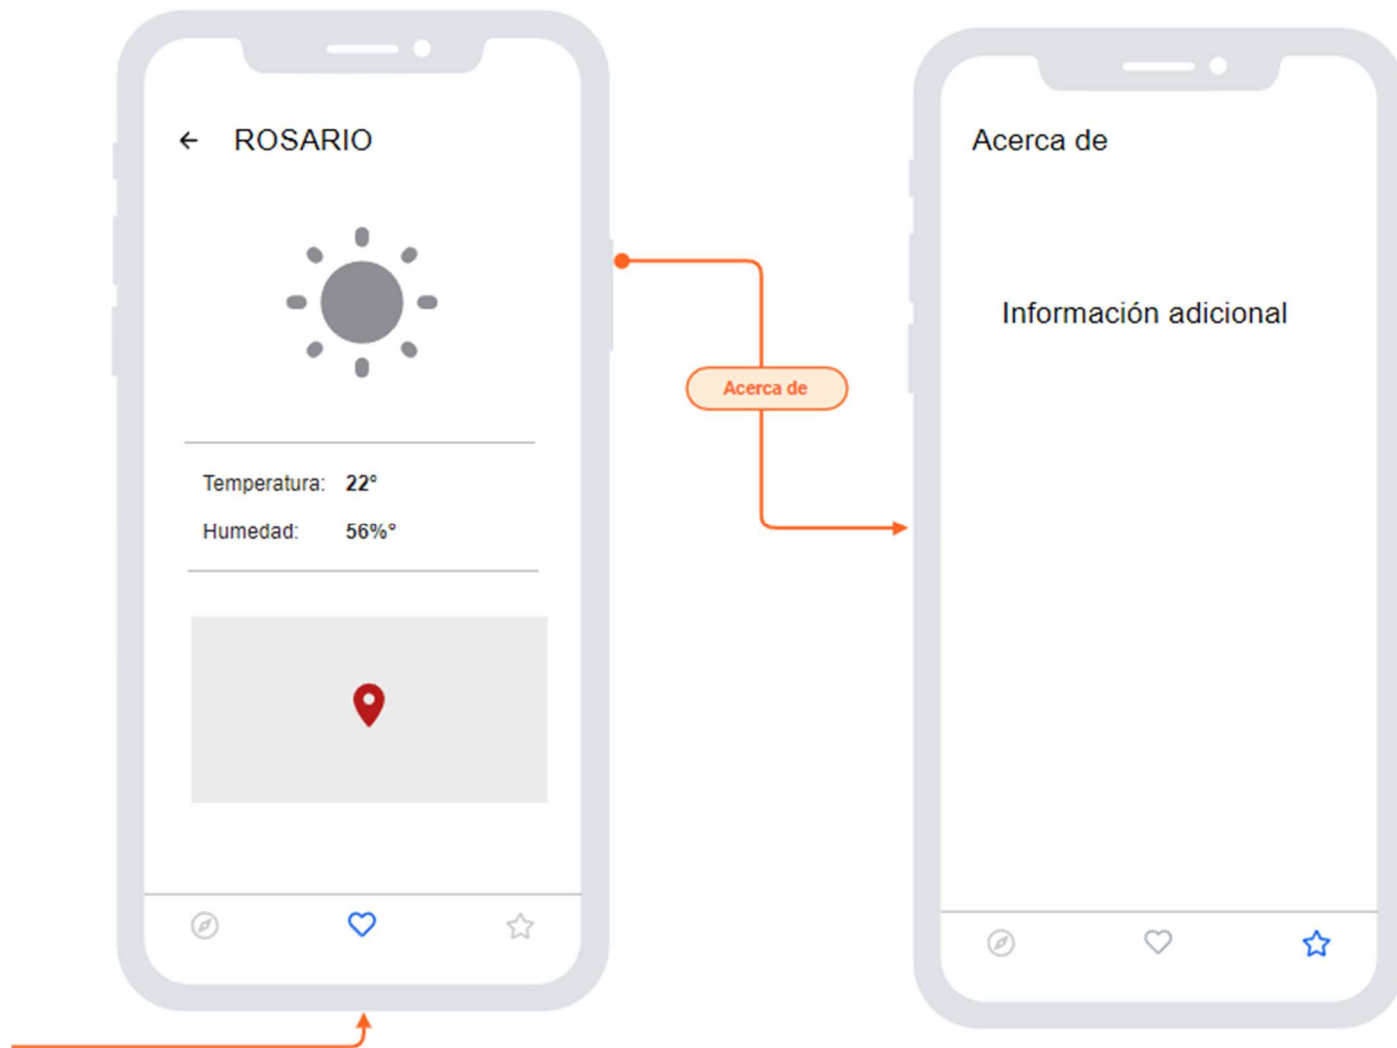 ROSARIO
Temperatura: 22°
Humedad: 56%°
Acerca de
Acerca de
Información adicional